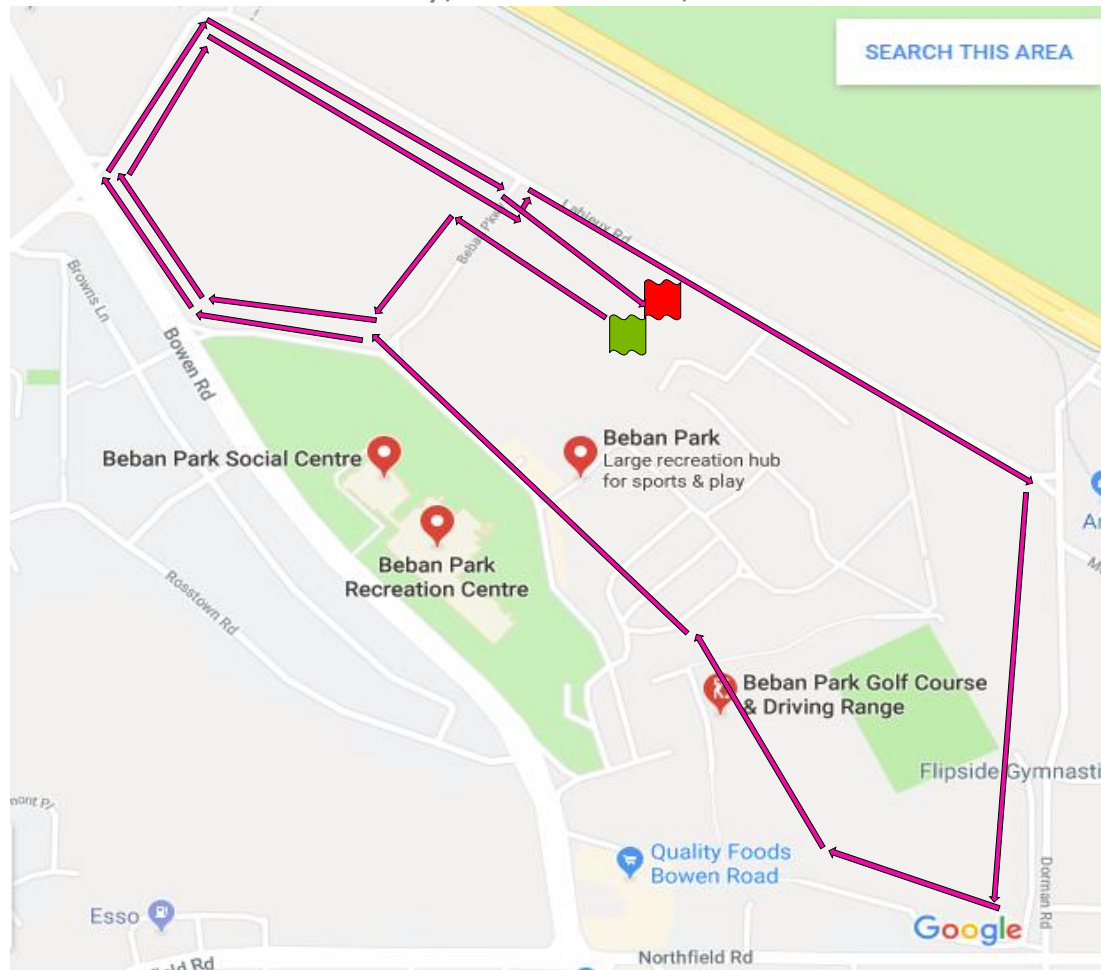 SEARCH THIS AREA
Labieux Rd
Browns Ln
Bowen Rd
Beban Park
Large recreation hub
for sports & play
Beban Park Social Centre
Beban Park
Recreation Centre
Rosstown Rd
Beban Park Golf Course
& Driving Range
Flipside Gymnasti
Quality Foods
Bowen Road
Dorman Rd
Esso
Google
Northfield Rd